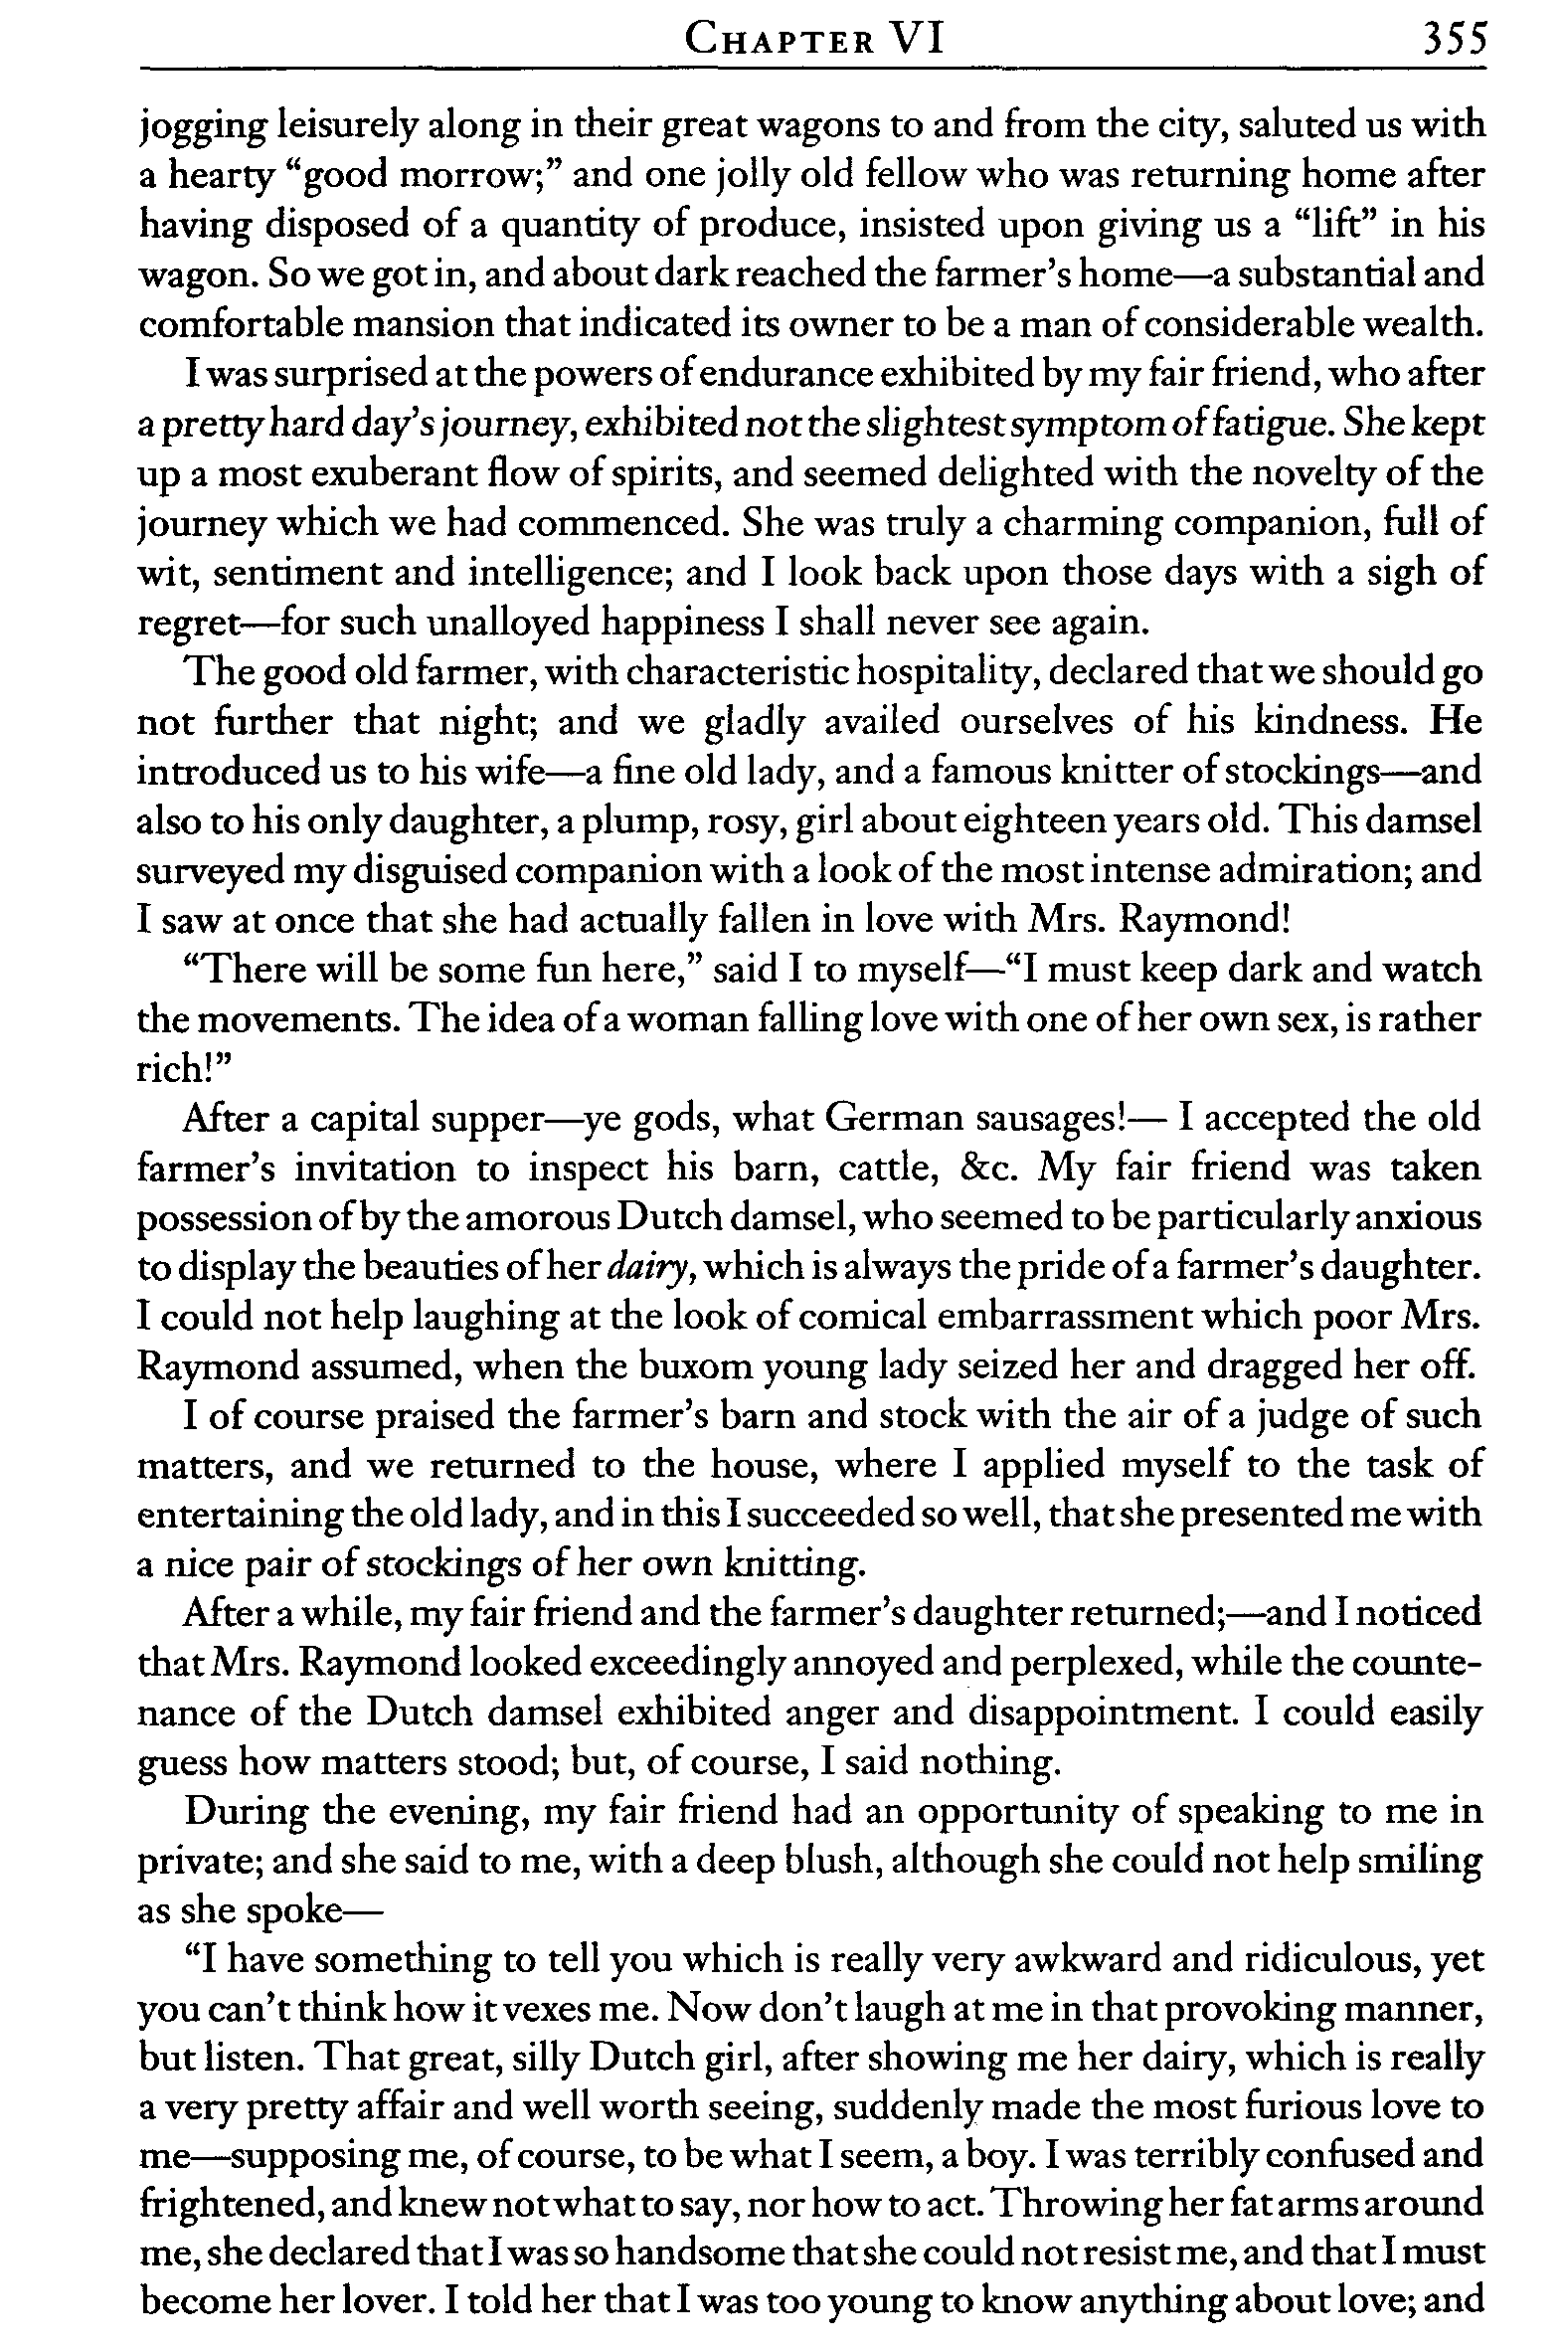 CHAPTER VI 355
jogging leisurely along in their great wagons to and from the city, saluted us with
a hearty “good morrow;” and one jolly old fellow who was returning home after
having disposed of a quantity of produce, insisted upon giving us a “lift” in his
wagon. So we got in, and about dark reached the farmer’s home—a substantial and
comfortable mansion that indicated its owner to be a man of considerable wealth.
I was surprised at the powers of endurance exhibited by my fair friend, who after
a pretty hard day’s journey, exhibited not the slightest symptom of fatigue. She kept
up a most exuberant flow of spirits, and seemed delighted with the novelty of the
journey which we had commenced. She was truly a charming companion, full of
wit, sentiment and intelligence; and I look back upon those days with a sigh of
regret—for such unalloyed happiness I shall never see again.
The good old farmer, with characteristic hospitality, declared that we should go
not further that night; and we gladly availed ourselves of his kindness. He
introduced us to his wife—a fine old lady, and a famous knitter of stockings—and
also to his only daughter, a plump, rosy, girl about eighteen years old. This damsel
surveyed my disguised companion with a look of the most intense admiration; and
I saw at once that she had actually fallen in love with Mrs. Raymond!
“There will be some fun here,” said I to myself—“I must keep dark and watch
the movements. The idea of a woman falling love with one of her own sex, is rather
rich!”
After a capital supper—ye gods, what German sausages!— I accepted the old
farmer’s invitation to inspect his barn, cattle, &c. My fair friend was taken
possession of by the amorous Dutch damsel, who seemed to be particularly anxious
to display the beauties of her dairy, which is always the pride of a farmer’s daughter.
I could not help laughing at the look of comical embarrassment which poor Mrs.
Raymond assumed, when the buxom young lady seized her and dragged her off.
I of course praised the farmer’s barn and stock with the air of a judge of such
matters, and we returned to the house, where I applied myself to the task of
entertaining the old lady, and in this I succeeded so well, that she presented me with
a nice pair of stockings of her own knitting.
After a while, my fair friend and the farmer’s daughter returned;—and I noticed
that Mrs. Raymond looked exceedingly annoyed and perplexed, while the counte-
nance of the Dutch damsel exhibited anger and disappointment. I could easily
guess how matters stood; but, of course, I said nothing.
During the evening, my fair friend had an opportunity of speaking to me in
private; and she said to me, with a deep blush, although she could not help smiling
as she spoke—
“I have something to tell you which is really very awkward and ridiculous, yet
you can’t think how it vexes me. Now don’t laugh at me in that provoking manner,
but listen. That great, silly Dutch girl, after showing me her dairy, which is really
a very pretty affair and well worth seeing, suddenly made the most furious love to
me—supposing me, of course, to be what I seem, a boy. I was terribly confused and
frightened, and knew not what to say, nor how to act. Throwing her fat arms around
me, she declared that I was so handsome that she could not resist me, and that I must
become her lover. I told her that I was too young to know anything about love; and